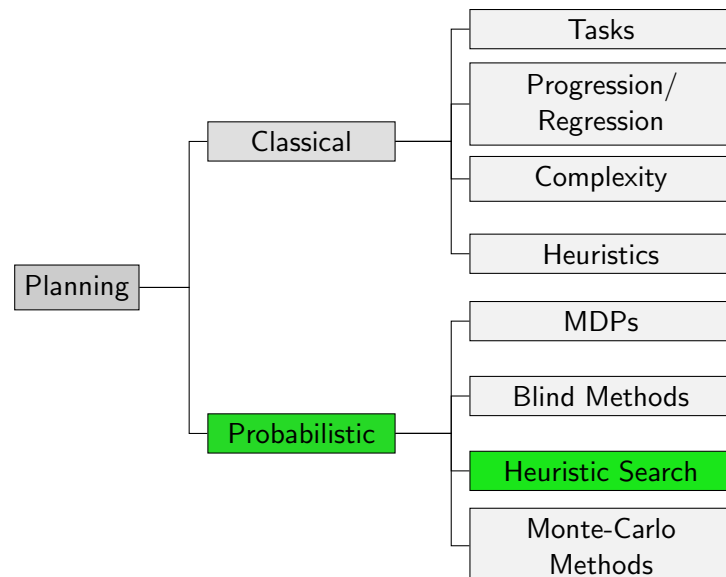 Tasks
Progression/
Regression
Classical
Complexity
Heuristics
Planning
MDPs
Blind Methods
Probabilistic
Heuristic Search
Monte-Carlo
Methods